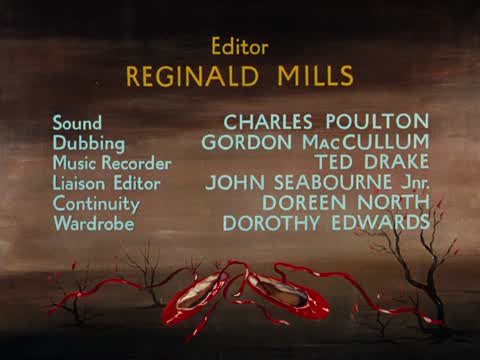 Editor
REGINALD MILLS
Sound CHARLES POULTON
Dubbing GORDON MacCULLUM
Music Recorder TED DRAKE
Liaison Editor JOHN SEABOURNE Jnr.
Continuity DOREEN NORTH
Wardrobe DOROTHY EDWARDS